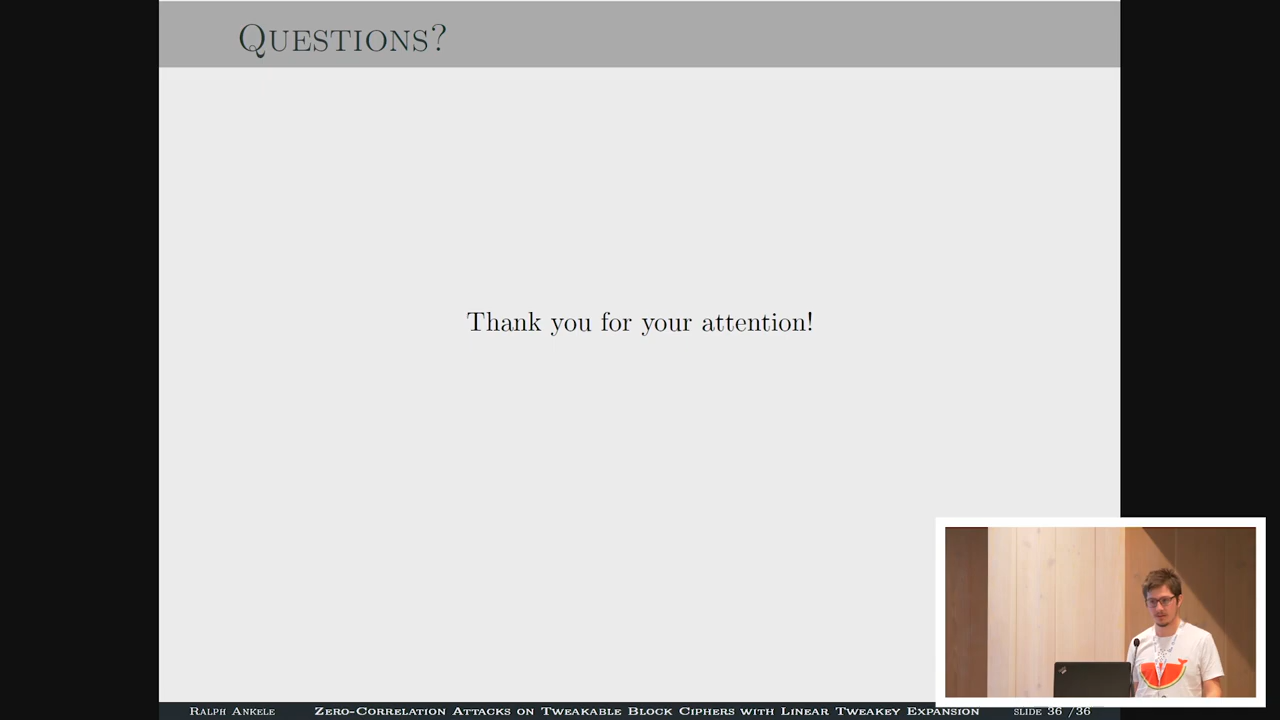 Questions?
Thank you for your attention!
Ralph Ankele Zero-Correlation Attacks on Tweakable Block Ciphers with Linear Tweakey Expansion slide 36 /36